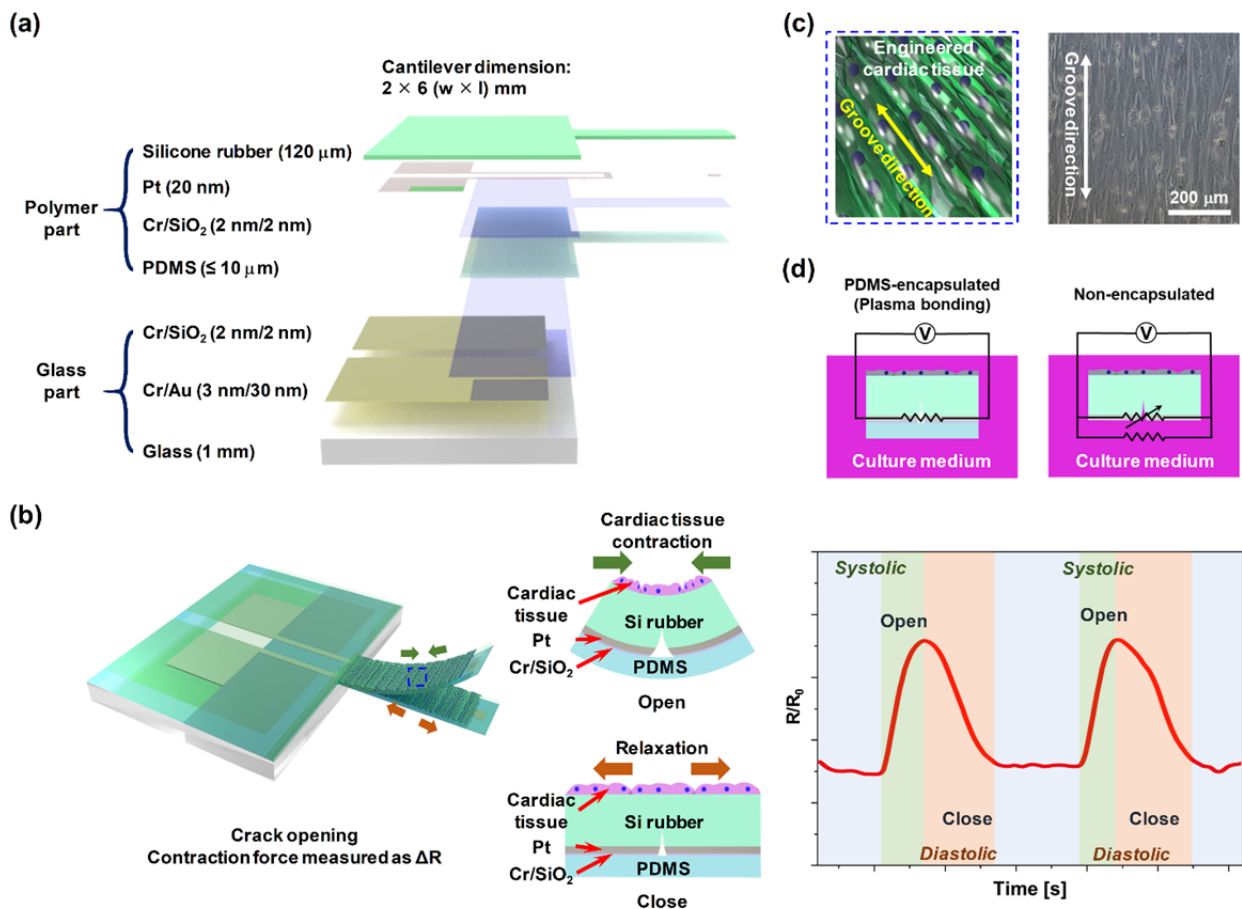 (a)
Cantilever dimension:
2 × 6 (w × l) mm
Polymer
part
Silicone rubber (120 μm)
Pt (20 nm)
Cr/SiO₂ (2 nm/2 nm)
PDMS (≤ 10 μm)
Glass
part
Cr/SiO₂ (2 nm/2 nm)
Cr/Au (3 nm/30 nm)
Glass (1 mm)
(c)
Engineered
cardiac tissue
Groove direction
Groove direction
200 μm
(d)
PDMS-encapsulated
(Plasma bonding)
V
Culture medium
Non-encapsulated
V
Culture medium
(b)
Crack opening
Contraction force measured as ΔR
Cardiac tissue
contraction
Cardiac
tissue
Si rubber
Pt
Cr/SiO₂
PDMS
Open
Relaxation
Cardiac
tissue
Si rubber
Pt
Cr/SiO₂
PDMS
Close
R/R₀
Systolic
Open
Close
Diastolic
Systolic
Open
Close
Diastolic
Time [s]